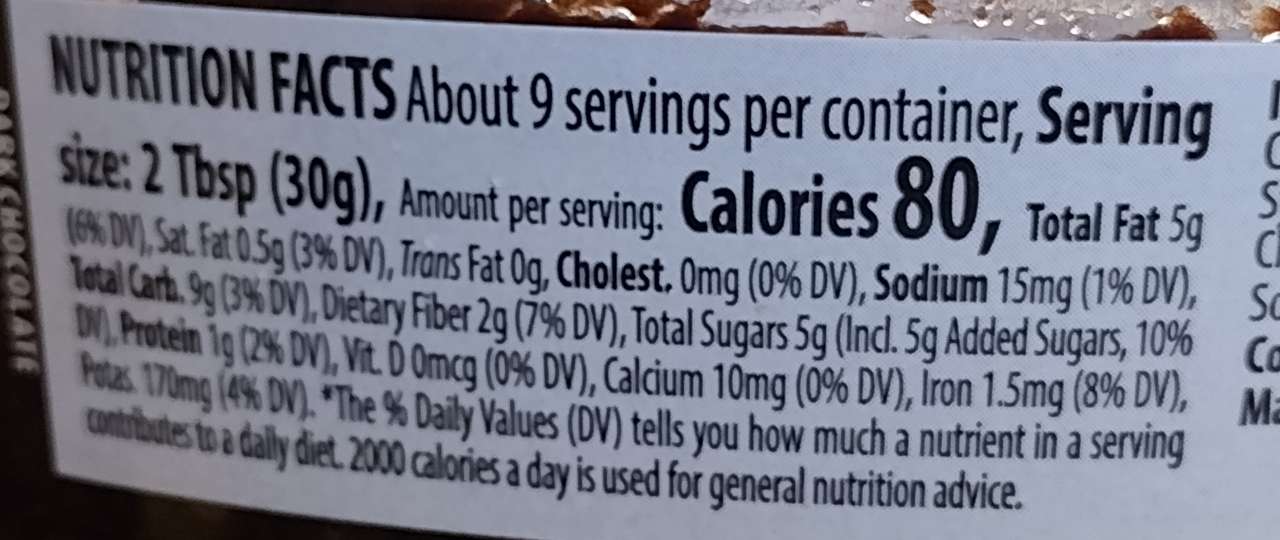 NUTRITION FACTS About 9 servings per container, Serving
size: 2 Tbsp (30g), Amount per serving: Calories 80, Total Fat 5g
(6% DV), Sat. Fat 0.5g (3% DV), Trans Fat 0g, Cholest. 0mg (0% DV), Sodium 15mg (1% DV),
Total Carb. 9g (3% DV), Dietary Fiber 2g (7% DV), Total Sugars 5g (Incl. 5g Added Sugars, 10%
DV), Protein 1g (2% DV), Vit. D 0mcg (0% DV), Calcium 10mg (0% DV), Iron 1.5mg (8% DV),
Potas. 170mg (4% DV). *The % Daily Values (DV) tells you how much a nutrient in a serving
contributes to a daily diet. 2000 calories a day is used for general nutrition advice.
DARK CHOCOLATE